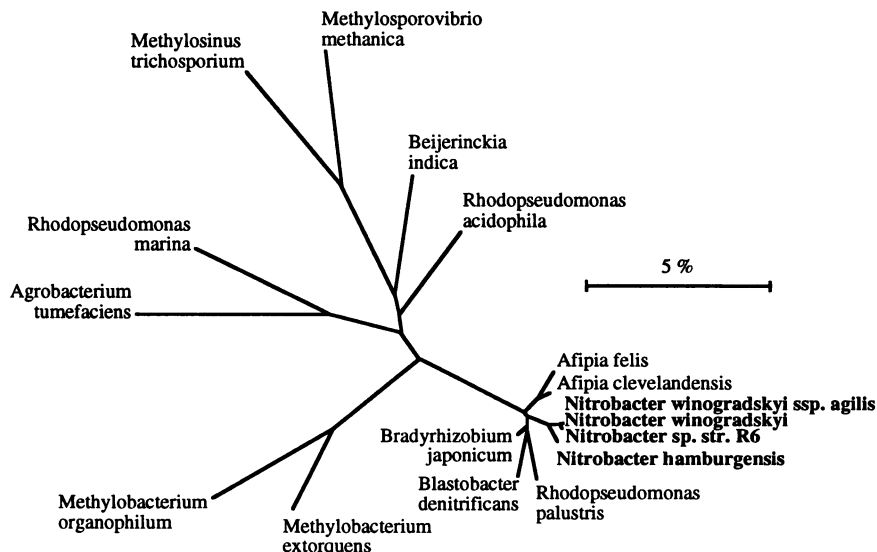 Methylosporovibrio
methanica
Methylosinus
trichosporium
Beijerinckia
indica
Rhodopseudomonas
acidophila
Rhodopseudomonas
marina
5 %
Agrobacterium
tumefaciens
Afipia felis
Afipia clevelandensis
Nitrobacter winogradskyi ssp. agilis
Nitrobacter winogradskyi
Nitrobacter sp. str. R6
Bradyrhizobium
japonicum
Nitrobacter hamburgensis
Blastobacter
denitrificans
Rhodopseudomonas
palustris
Methylobacterium
organophilum
Methylobacterium
extorquens